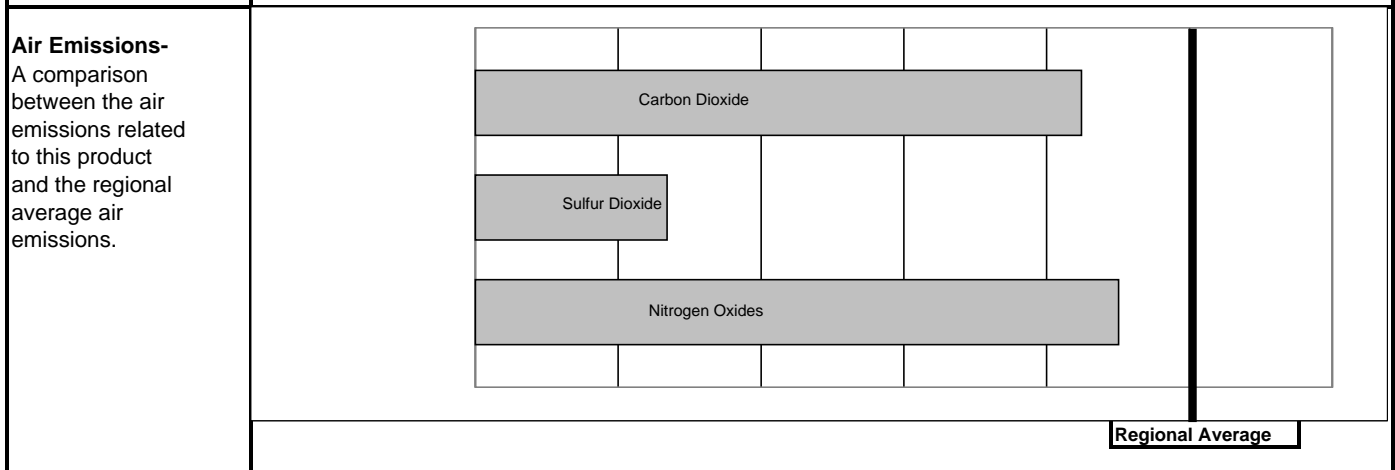 Air Emissions-
A comparison
between the air
emissions related
to this product
and the regional
average air
emissions.
Carbon Dioxide
Sulfur Dioxide
Nitrogen Oxides
Regional Average